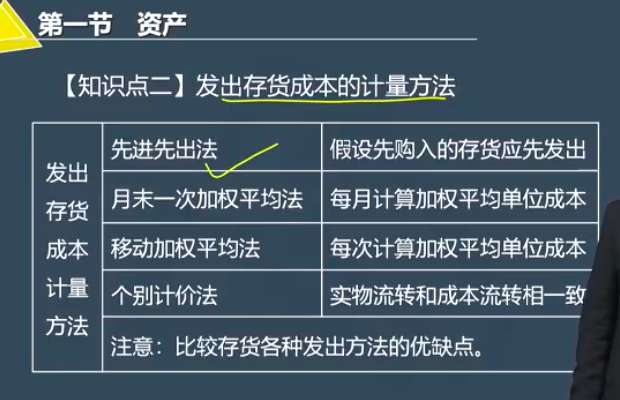 第一节 资产
【知识点二】发出存货成本的计量方法
发出
存货
成本
计量
方法
先进先出法
假设先购入的存货应先发出
月末一次加权平均法
每月计算加权平均单位成本
移动加权平均法
每次计算加权平均单位成本
个别计价法
实物流转和成本流转相一致
注意：比较存货各种发出方法的优缺点。